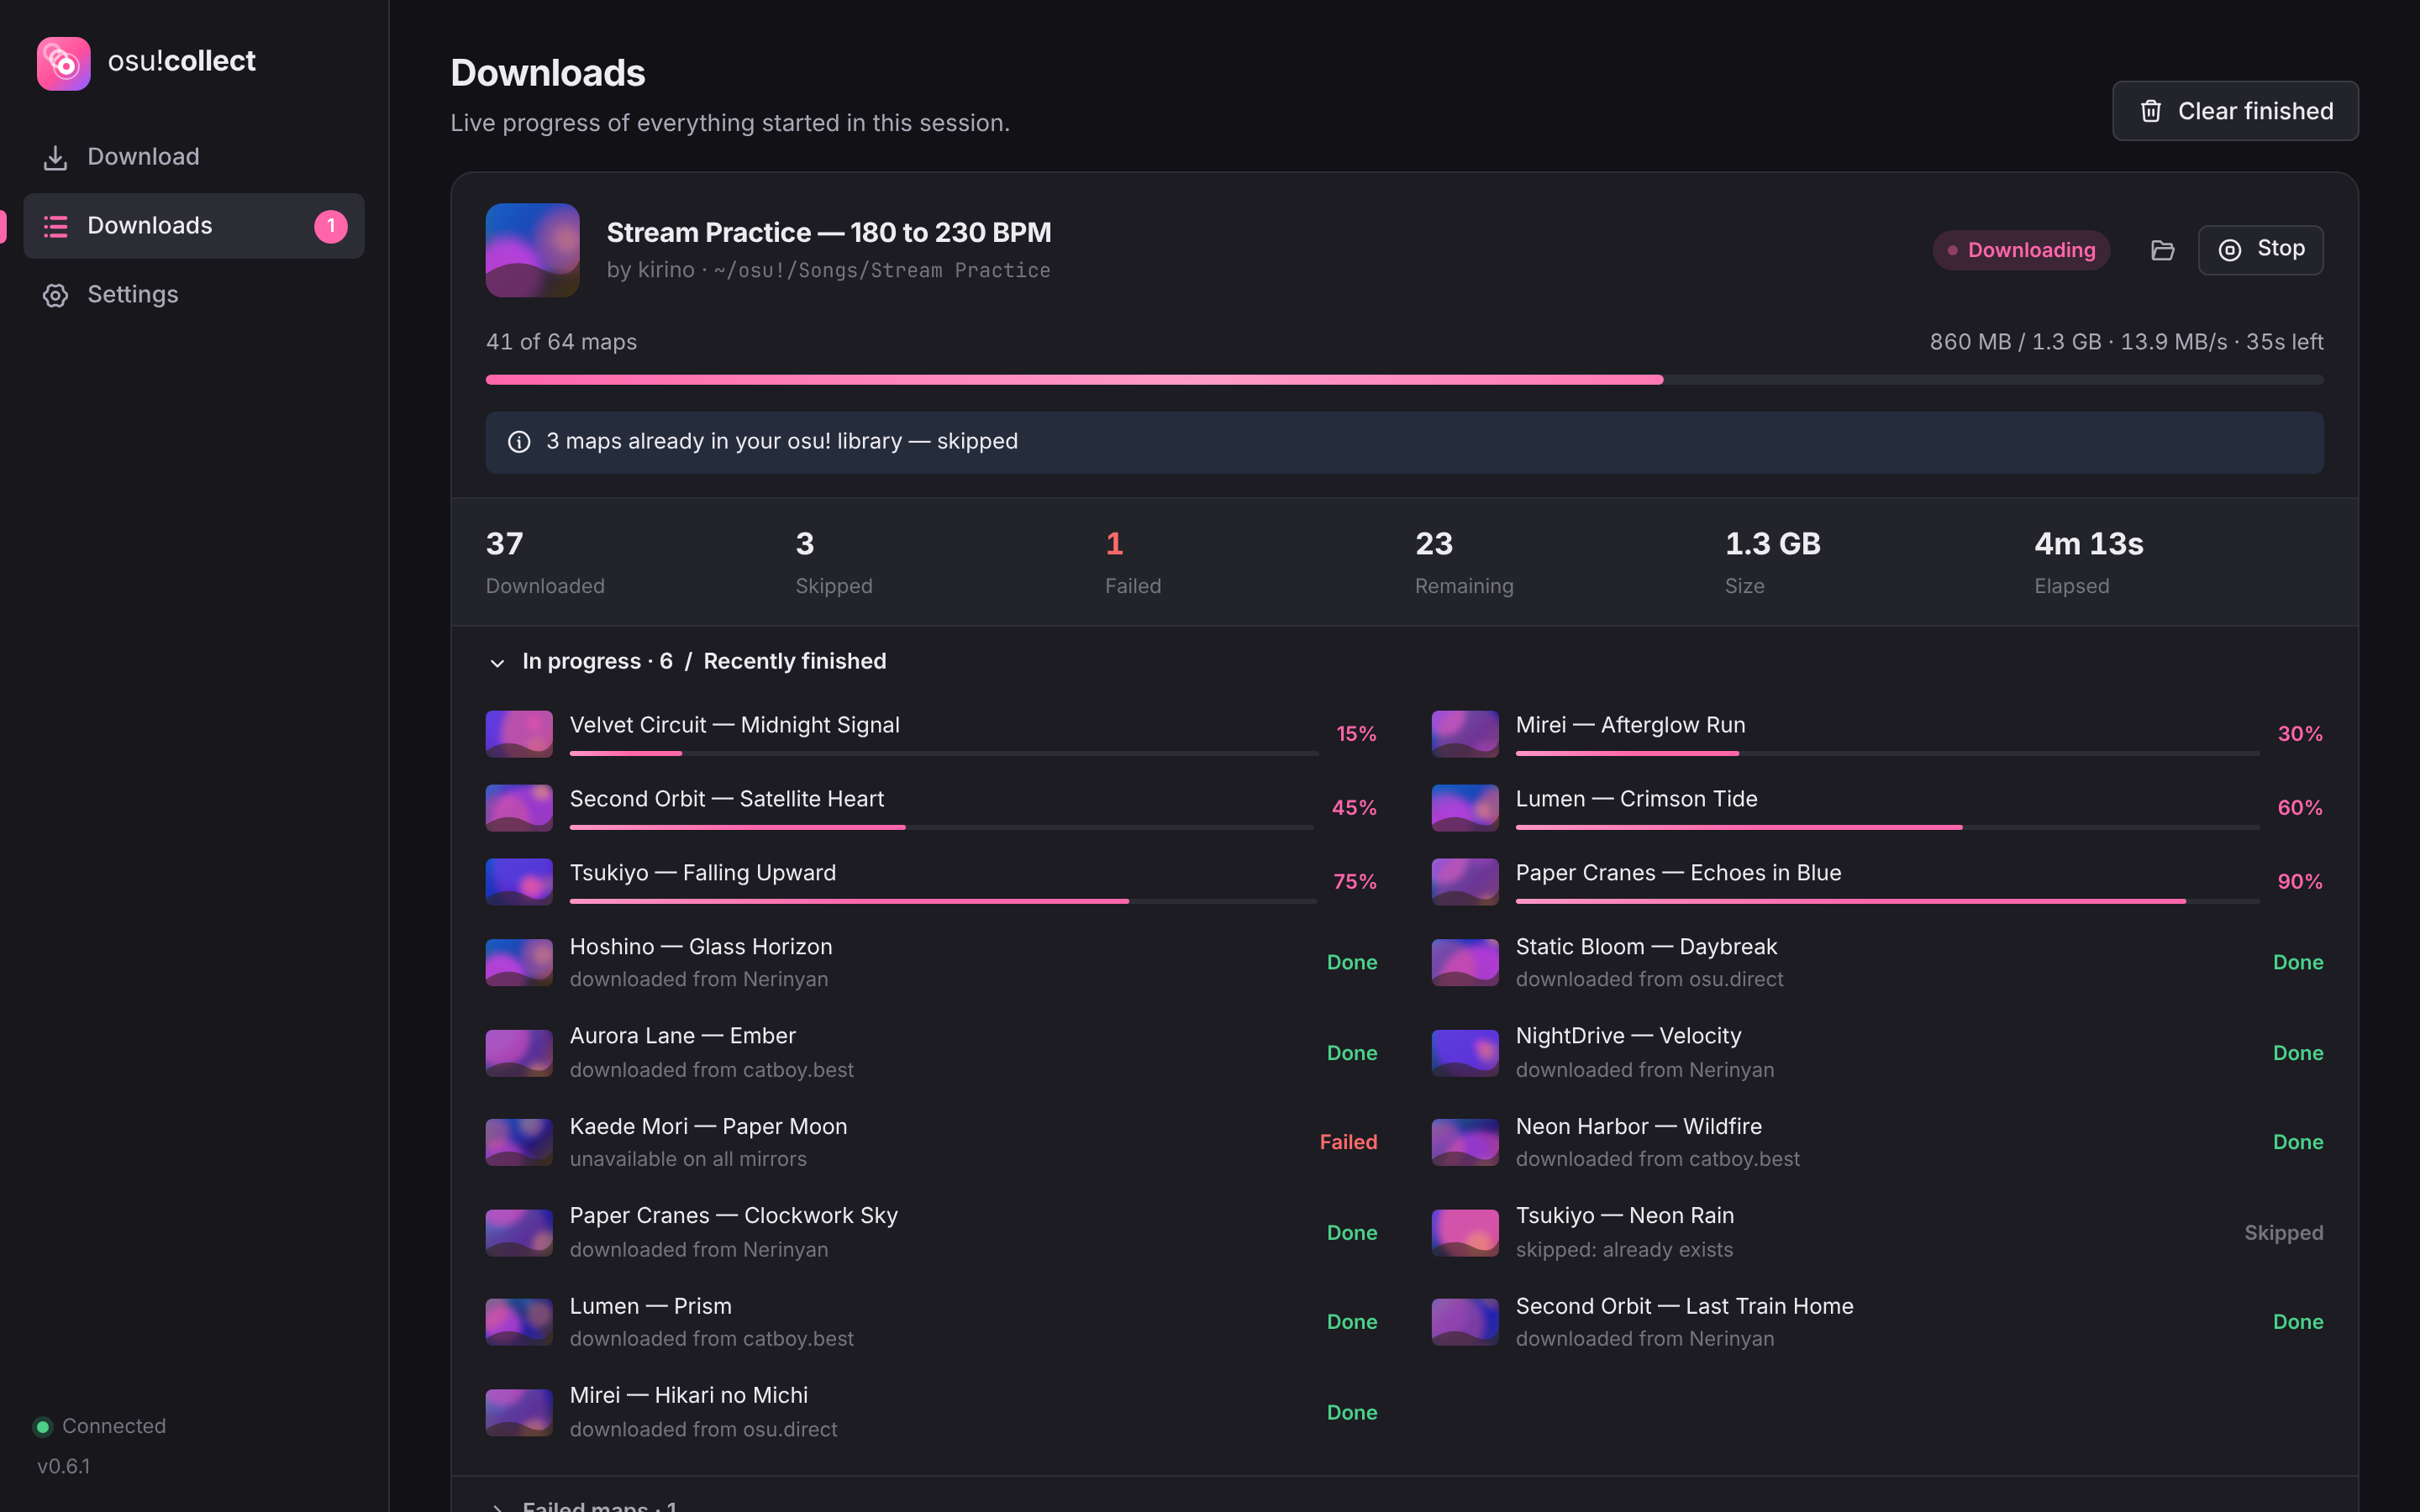 osu!collect
Download
Downloads 1
Settings
Connected
v0.6.1
Downloads
Live progress of everything started in this session.
Clear finished
Stream Practice — 180 to 230 BPM
by kirino · ~/osu!/Songs/Stream Practice
Downloading
Stop
41 of 64 maps
860 MB / 1.3 GB · 13.9 MB/s · 35s left
3 maps already in your osu! library — skipped
37
Downloaded
3
Skipped
1
Failed
23
Remaining
1.3 GB
Size
4m 13s
Elapsed
In progress · 6 / Recently finished
Velvet Circuit — Midnight Signal
15%
Mirei — Afterglow Run
30%
Second Orbit — Satellite Heart
45%
Lumen — Crimson Tide
60%
Tsukiyo — Falling Upward
75%
Paper Cranes — Echoes in Blue
90%
Hoshino — Glass Horizon
downloaded from Nerinyan
Done
Static Bloom — Daybreak
downloaded from osu.direct
Done
Aurora Lane — Ember
downloaded from catboy.best
Done
NightDrive — Velocity
downloaded from Nerinyan
Done
Kaede Mori — Paper Moon
unavailable on all mirrors
Failed
Neon Harbor — Wildfire
downloaded from catboy.best
Done
Paper Cranes — Clockwork Sky
downloaded from Nerinyan
Done
Tsukiyo — Neon Rain
skipped: already exists
Skipped
Lumen — Prism
downloaded from catboy.best
Done
Second Orbit — Last Train Home
downloaded from Nerinyan
Done
Mirei — Hikari no Michi
downloaded from osu.direct
Done
Failed maps · 1